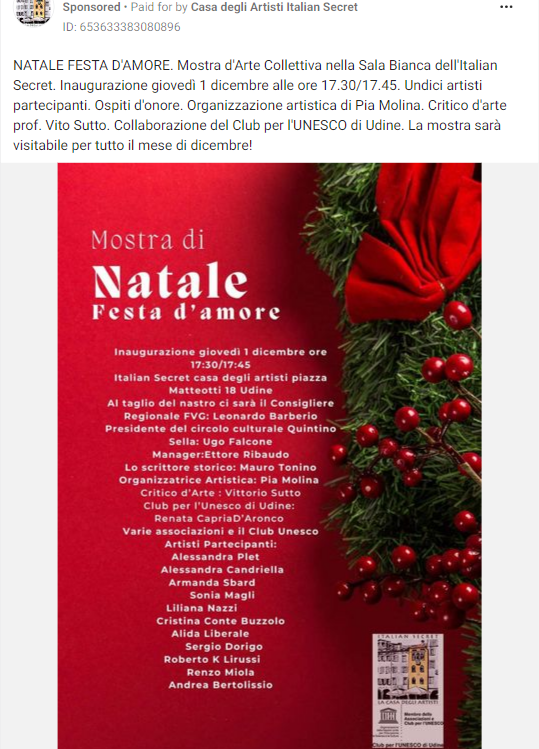 Sponsored • Paid for by Casa degli Artisti Italian Secret
ID: 653633383080896
NATALE FESTA D'AMORE. Mostra d'Arte Collettiva nella Sala Bianca dell'Italian
Secret. Inaugurazione giovedì 1 dicembre alle ore 17.30/17.45. Undici artisti
partecipanti. Ospiti d'onore. Organizzazione artistica di Pia Molina. Critico d'arte
prof. Vito Sutto. Collaborazione del Club per l'UNESCO di Udine. La mostra sarà
visitabile per tutto il mese di dicembre!
Mostra di
Natale
Festa d'amore
Inaugurazione giovedì 1 dicembre ore
17:30/17:45
Italian Secret casa degli artisti piazza
Matteotti 18 Udine
Al taglio del nastro ci sarà il Consigliere
Regionale FVG: Leonardo Barberio
Presidente del circolo culturale Quintino
Sella: Ugo Falcone
Manager:Ettore Ribaudo
Lo scrittore storico: Mauro Tonino
Organizzatrice Artistica: Pia Molina
Critico d'Arte : Vittorio Sutto
Club per l'Unesco di Udine:
Renata CapriaD'Aronco
Varie associazioni e il Club Unesco
Artisti Partecipanti:
Alessandra Plet
Alessandra Candriella
Armanda Sbard
Sonia Magli
Liliana Nazzi
Cristina Conte Buzzolo
Alida Liberale
Sergio Dorigo
Roberto K Lirussi
Renzo Miola
Andrea Bertolissio
ITALIAN SECRET
LA CASA DEGLI ARTISTI
Membro delle
Associazioni e
Club per l'UNESCO
Club per l'UNESCO di Udine